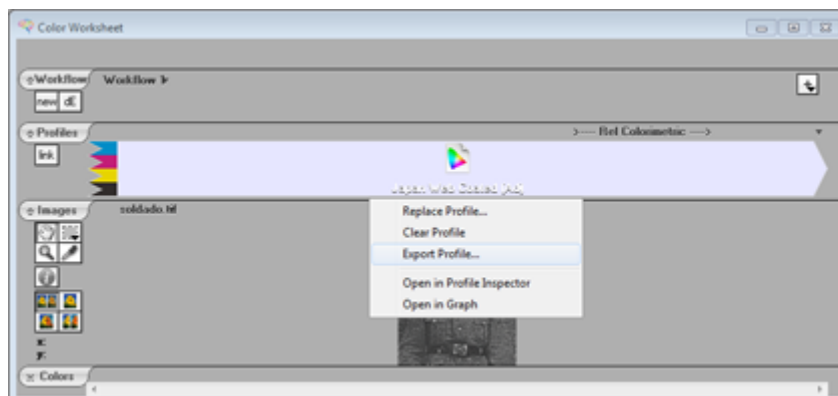 Color Worksheet
Workflow
Workflow
new dE
Profiles
Rel Colorimetric
link
Japan Web Coated (Ad)
Images
soldado.tif
Replace Profile...
Clear Profile
Export Profile...
Open in Profile Inspector
Open in Graph
x:
y:
Colors